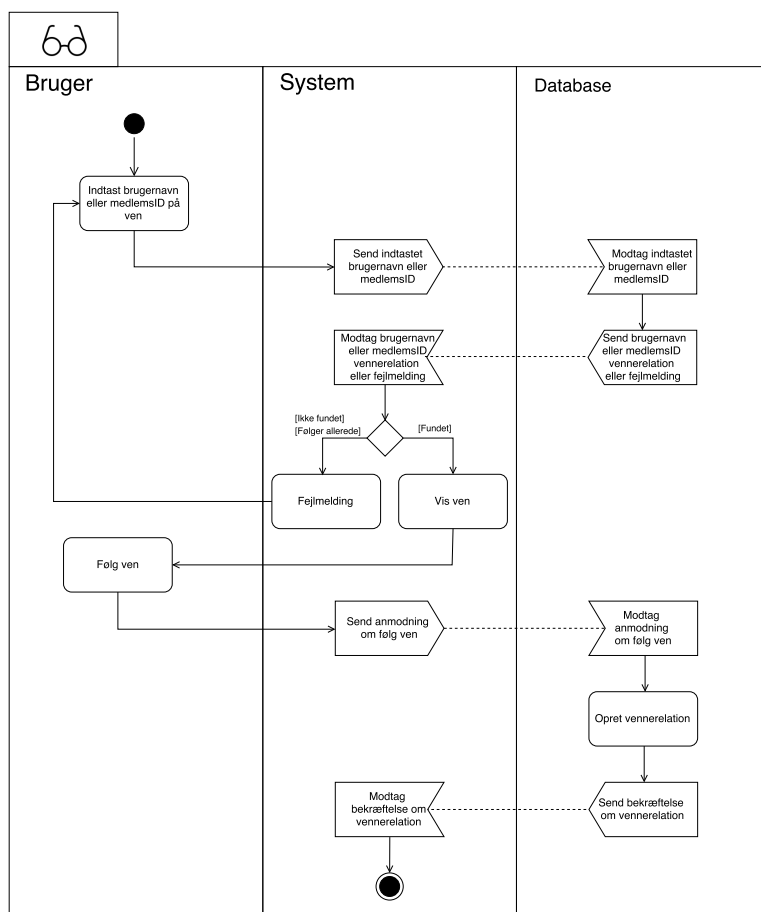 Bruger
System
Database
Indtast brugernavn
eller medlemsID på
ven
Send indtastet
brugernavn eller
medlemsID
Modtag indtastet
brugernavn eller
medlemsID
Modtag brugernavn
eller medlemsID
vennerelation
eller fejlmelding
Send brugernavn
eller medlemsID
vennerelation
eller fejlmelding
[Ikke fundet]
[Følger allerede]
[Fundet]
Fejlmelding
Vis ven
Følg ven
Send anmodning
om følg ven
Modtag
anmodning
om følg ven
Opret vennerelation
Modtag
bekræftelse om
vennerelation
Send bekræftelse
om vennerelation